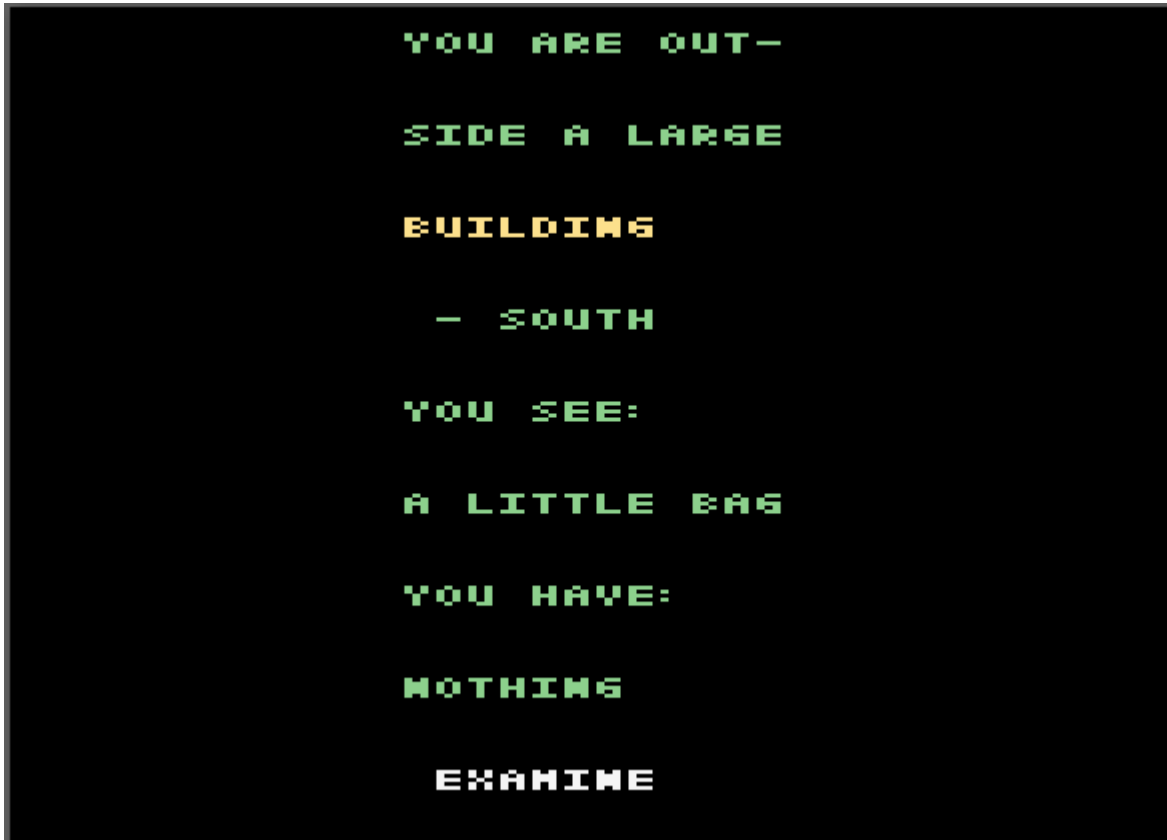 YOU ARE OUT-
SIDE A LARGE
BUILDING
- SOUTH
YOU SEE:
A LITTLE BAG
YOU HAVE:
NOTHING
EXAMINE